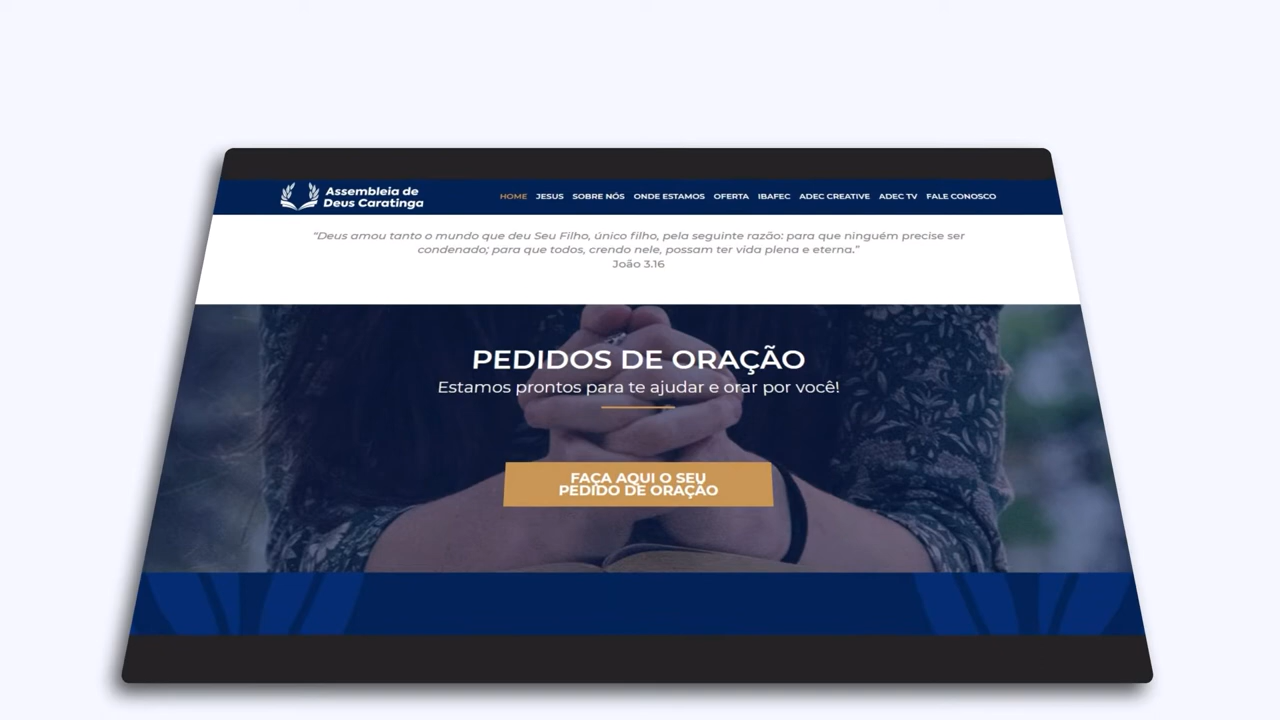 Assembleia de
Deus Caratinga
HOME JESUS SOBRE NÓS ONDE ESTAMOS OFERTA IBAFEC ADEC CREATIVE ADEC TV FALE CONOSCO
“Deus amou tanto o mundo que deu Seu Filho, único filho, pela seguinte razão: para que ninguém precise ser
condenado; para que todos, crendo nele, possam ter vida plena e eterna.”
João 3.16
PEDIDOS DE ORAÇÃO
Estamos prontos para te ajudar e orar por você!
FAÇA AQUI O SEU
PEDIDO DE ORAÇÃO